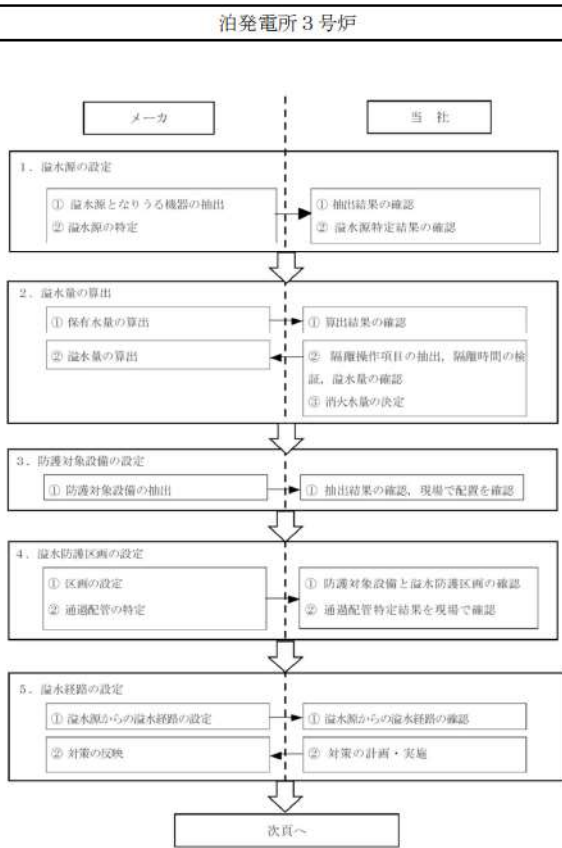 泊発電所３号炉
メーカ
当 社
1. 溢水源の設定
① 溢水源となりうる機器の抽出
② 溢水源の特定
① 抽出結果の確認
② 溢水源特定結果の確認
2. 溢水量の算出
① 保有水量の算出
① 算出結果の確認
② 溢水量の算出
② 隔離操作項目の抽出，隔離時間の検
証，溢水量の確認
③ 消火水量の決定
3. 防護対象設備の設定
① 防護対象設備の抽出
① 抽出結果の確認，現場で配置を確認
4. 溢水防護区画の設定
① 区画の設定
② 通過配管の特定
① 防護対象設備と溢水防護区画の確認
② 通過配管特定結果を現場で確認
5. 溢水経路の設定
① 溢水源からの溢水経路の設定
① 溢水源からの溢水経路の確認
② 対策の反映
② 対策の計画・実施
次頁へ